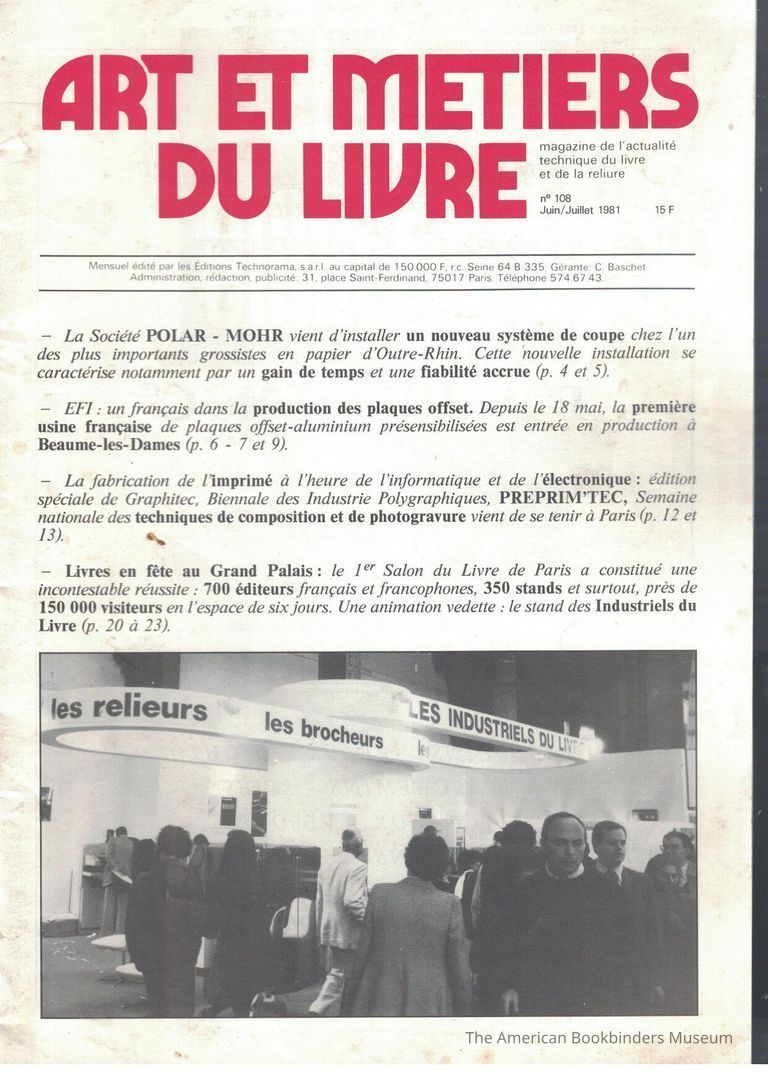 ART ET METIERS
DU LIVRE
magazine de l'actualité
technique du livre
et de la reliure
nº 108
Juin/Juillet 1981 15 F
Mensuel édité par les Éditions Technorama, s.a.r.l. au capital de 150.000 F, r.c. Seine 64 B 335. Gérante: C. Baschet
Administration, rédaction, publicité: 31, place Saint-Ferdinand, 75017 Paris. Téléphone 574.67.43.
– La Société POLAR - MOHR vient d'installer un nouveau système de coupe chez l'un
des plus importants grossistes en papier d'Outre-Rhin. Cette nouvelle installation se
caractérise notamment par un gain de temps et une fiabilité accrue (p. 4 et 5).
– EFI : un français dans la production des plaques offset. Depuis le 18 mai, la première
usine française de plaques offset-aluminium présensibilisées est entrée en production à
Beaume-les-Dames (p. 6 - 7 et 9).
– La fabrication de l'imprimé à l'heure de l'informatique et de l'électronique : édition
spéciale de Graphitec, Biennale des Industrie Polygraphiques, PREPRIM'TEC, Semaine
nationale des techniques de composition et de photogravure vient de se tenir à Paris (p. 12 et
13).
– Livres en fête au Grand Palais : le 1er Salon du Livre de Paris a constitué une
incontestable réussite : 700 éditeurs français et francophones, 350 stands et surtout, près de
150 000 visiteurs en l'espace de six jours. Une animation vedette : le stand des Industriels du
Livre (p. 20 à 23).
les relieurs
les brocheurs
LES INDUSTRIELS DU LIVRE
les
The American Bookbinders Museum